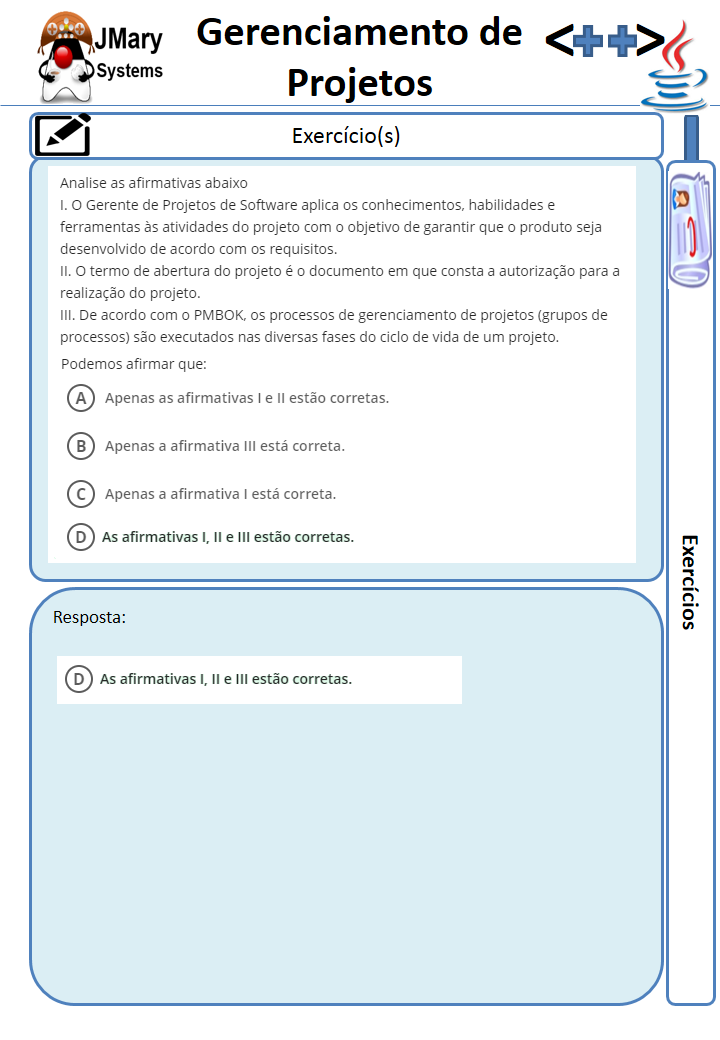 JMary
Systems
Gerenciamento de
Projetos
<++>
Exercício(s)
Analise as afirmativas abaixo
I. O Gerente de Projetos de Software aplica os conhecimentos, habilidades e
ferramentas às atividades do projeto com o objetivo de garantir que o produto seja
desenvolvido de acordo com os requisitos.
II. O termo de abertura do projeto é o documento em que consta a autorização para a
realização do projeto.
III. De acordo com o PMBOK, os processos de gerenciamento de projetos (grupos de
processos) são executados nas diversas fases do ciclo de vida de um projeto.
Podemos afirmar que:
A Apenas as afirmativas I e II estão corretas.
B Apenas a afirmativa III está correta.
C Apenas a afirmativa I está correta.
D As afirmativas I, II e III estão corretas.
Resposta:
D As afirmativas I, II e III estão corretas.
Exercícios